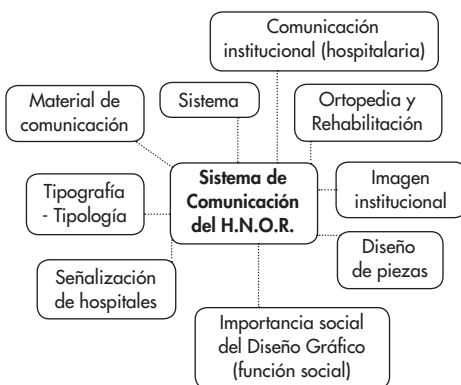 Comunicación
institucional (hospitalaria)
Material de
comunicación
Sistema
Ortopedia y
Rehabilitación
Sistema de
Comunicación
del H.N.O.R.
Tipografía
- Tipología
Imagen
institucional
Señalización
de hospitales
Diseño
de piezas
Importancia social
del Diseño Gráfico
(función social)